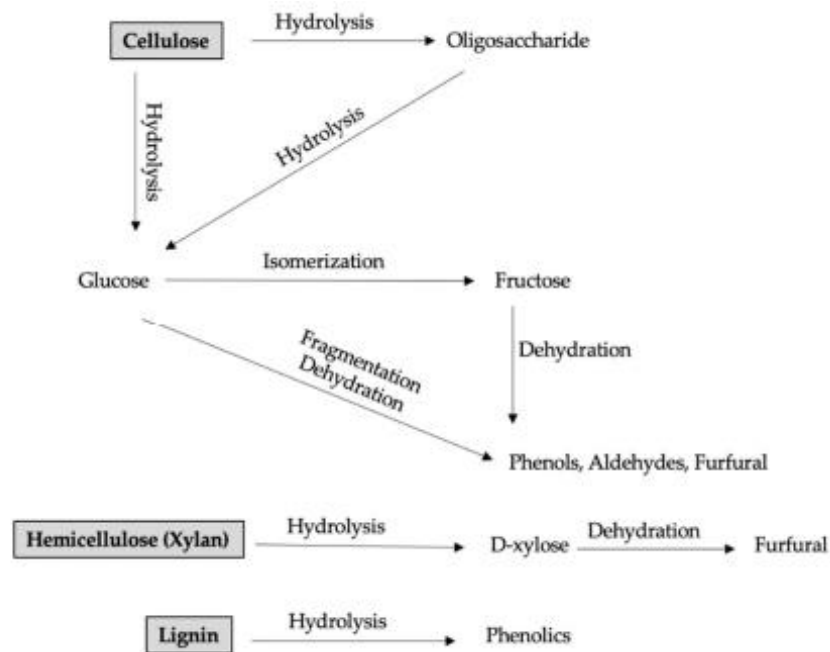 Cellulose
Hydrolysis
Oligosaccharide
Hydrolysis
Hydrolysis
Glucose
Isomerization
Fructose
Fragmentation
Dehydration
Dehydration
Phenols, Aldehydes, Furfural
Hemicellulose (Xylan)
Hydrolysis
D-xylose
Dehydration
Furfural
Lignin
Hydrolysis
Phenolics